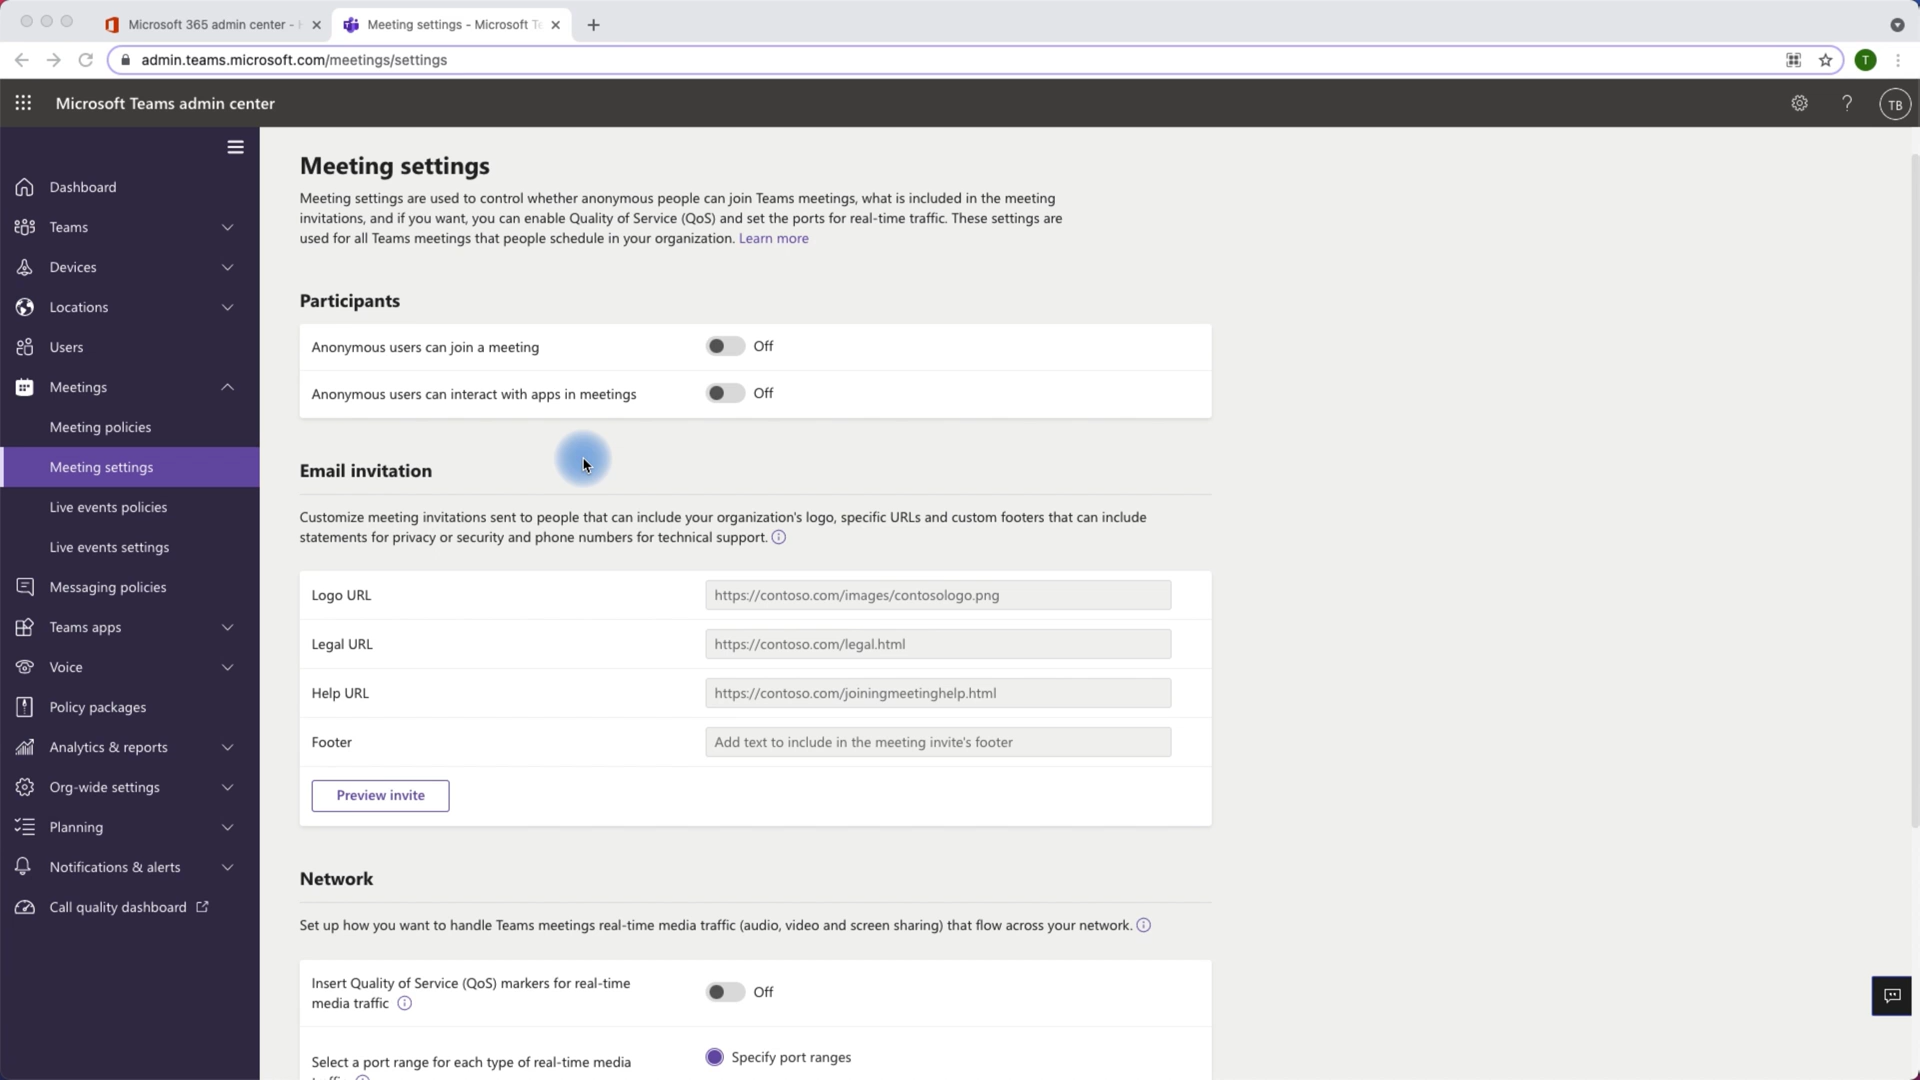 Microsoft 365 admin center -
Meeting settings - Microsoft Te
admin.teams.microsoft.com/meetings/settings
T
Microsoft Teams admin center
?
TB
Dashboard
Teams
Devices
Locations
Users
Meetings
Meeting policies
Meeting settings
Live events policies
Live events settings
Messaging policies
Teams apps
Voice
Policy packages
Analytics & reports
Org-wide settings
Planning
Notifications & alerts
Call quality dashboard
Meeting settings
Meeting settings are used to control whether anonymous people can join Teams meetings, what is included in the meeting
invitations, and if you want, you can enable Quality of Service (QoS) and set the ports for real-time traffic. These settings are
used for all Teams meetings that people schedule in your organization. Learn more
Participants
Anonymous users can join a meeting Off
Anonymous users can interact with apps in meetings Off
Email invitation
Customize meeting invitations sent to people that can include your organization's logo, specific URLs and custom footers that can include
statements for privacy or security and phone numbers for technical support.
Logo URL https://contoso.com/images/contosologo.png
Legal URL https://contoso.com/legal.html
Help URL https://contoso.com/joiningmeetinghelp.html
Footer Add text to include in the meeting invite's footer
Preview invite
Network
Set up how you want to handle Teams meetings real-time media traffic (audio, video and screen sharing) that flow across your network.
Insert Quality of Service (QoS) markers for real-time
media traffic Off
Select a port range for each type of real-time media
Specify port ranges